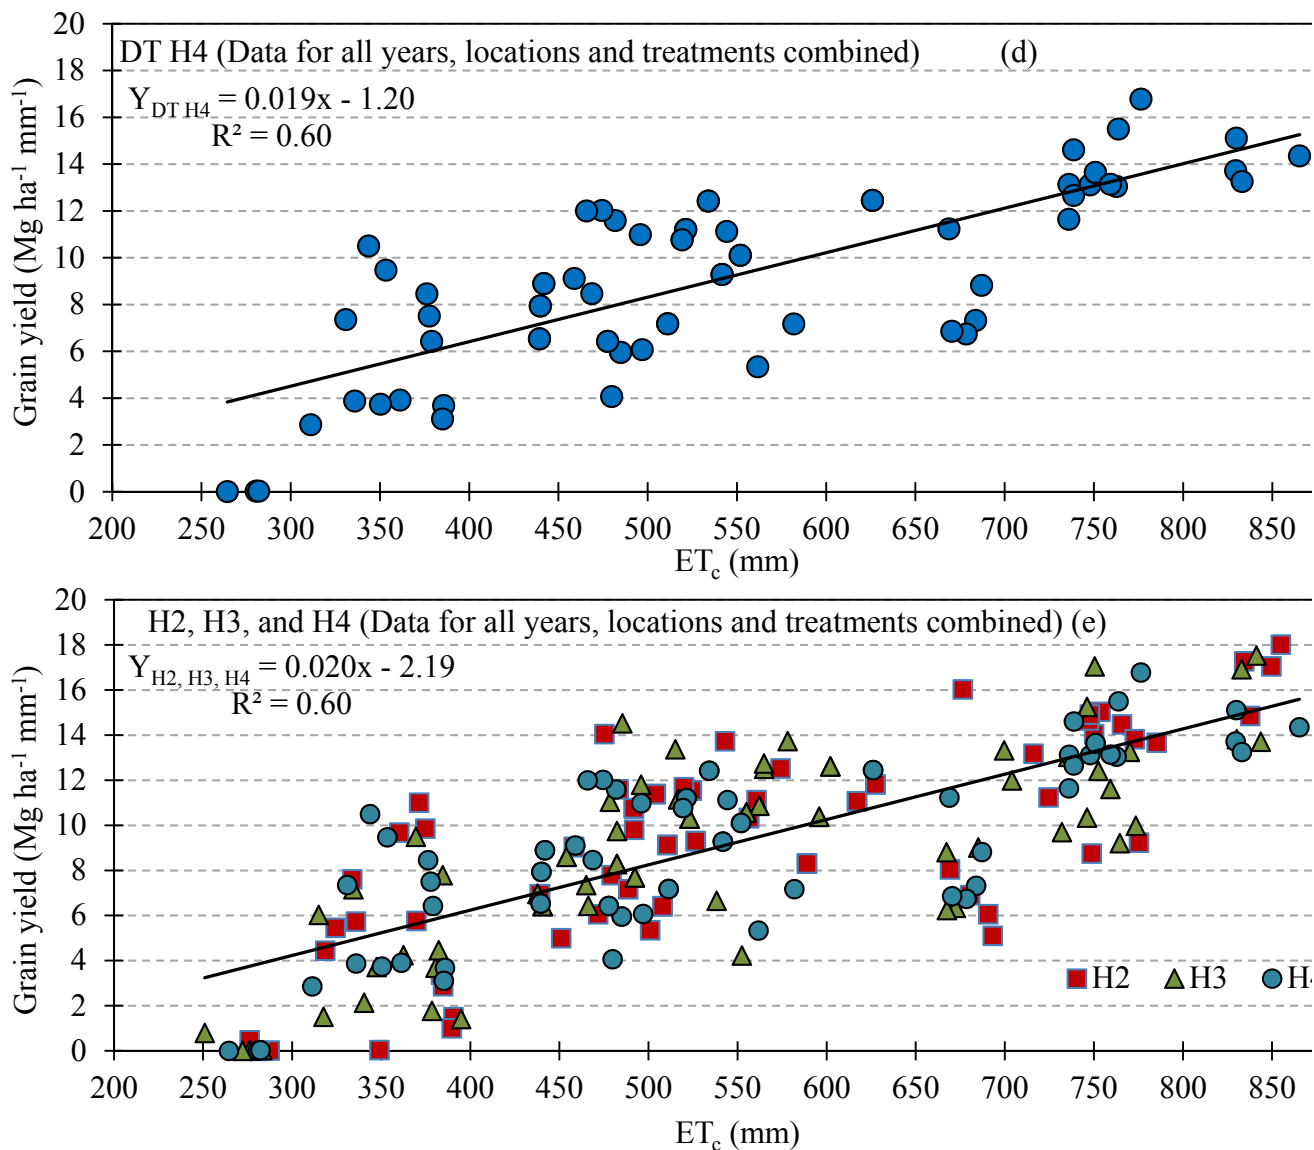 20
DT H4 (Data for all years, locations and treatments combined) (d)
18
Y_DT H4 = 0.019x - 1.20
16
R² = 0.60
14
12
10
8
6
4
2
0
Grain yield (Mg ha⁻¹ mm⁻¹)
200 250 300 350 400 450 500 550 600 650 700 750 800 850
ET_c (mm)
20
H2, H3, and H4 (Data for all years, locations and treatments combined) (e)
18
Y_H2, H3, H4 = 0.020x - 2.19
16
R² = 0.60
14
12
10
8
6
4
2
0
Grain yield (Mg ha⁻¹ mm⁻¹)
H2 H3 H4
200 250 300 350 400 450 500 550 600 650 700 750 800 850
ET_c (mm)